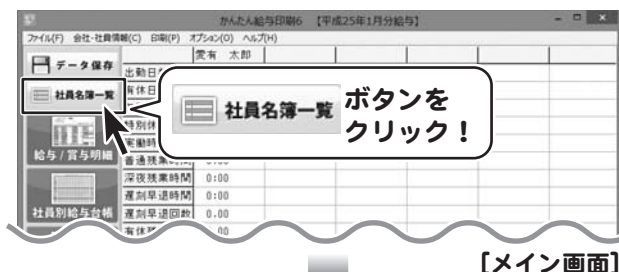 かんたん給与印刷6 【平成25年1月分給与】
ファイル(F) 会社・社員情報(C) 印刷(P) オプション(O) ヘルプ(H)
愛有 太郎
データ保存
出勤日
社員名簿一覧
有休日
社員名簿一覧
ボタンを
クリック！
特別休
実働時
給与/賞与明細
普通残業時間 0:00
深夜残業時間 0:00
遅刻早退時間 0:00
社員別給与台帳
遅刻早退回数 0.00
有休
.00
[メイン画面]